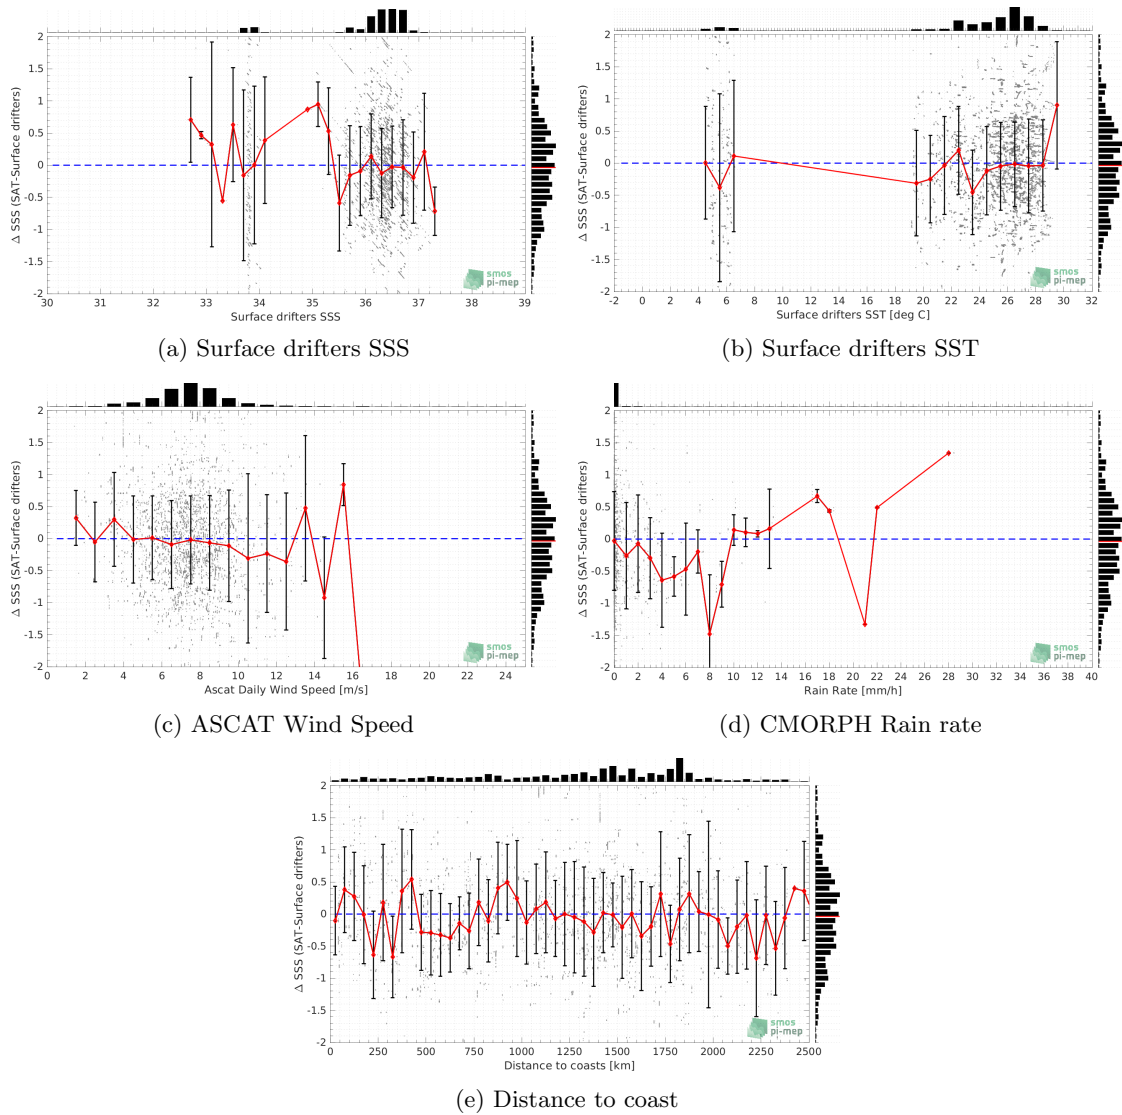 2
1.5
1
0.5
0
-0.5
-1
-1.5
-2
Δ SSS (SAT-Surface drifters)
30 31 32 33 34 35 36 37 38 39
Surface drifters SSS
smos
pi-mep
(a) Surface drifters SSS
2
1.5
1
0.5
0
-0.5
-1
-1.5
-2
Δ SSS (SAT-Surface drifters)
-2 0 2 4 6 8 10 12 14 16 18 20 22 24 26 28 30 32
Surface drifters SST [deg C]
smos
pi-mep
(b) Surface drifters SST
2
1.5
1
0.5
0
-0.5
-1
-1.5
-2
Δ SSS (SAT-Surface drifters)
0 2 4 6 8 10 12 14 16 18 20 22 24
Ascat Daily Wind Speed [m/s]
smos
pi-mep
(c) ASCAT Wind Speed
2
1.5
1
0.5
0
-0.5
-1
-1.5
-2
Δ SSS (SAT-Surface drifters)
0 2 4 6 8 10 12 14 16 18 20 22 24 26 28 30 32 34 36 38 40
Rain Rate [mm/h]
smos
pi-mep
(d) CMORPH Rain rate
2
1.5
1
0.5
0
-0.5
-1
-1.5
-2
Δ SSS (SAT-Surface drifters)
0 250 500 750 1000 1250 1500 1750 2000 2250 2500
Distance to coasts [km]
smos
pi-mep
(e) Distance to coast